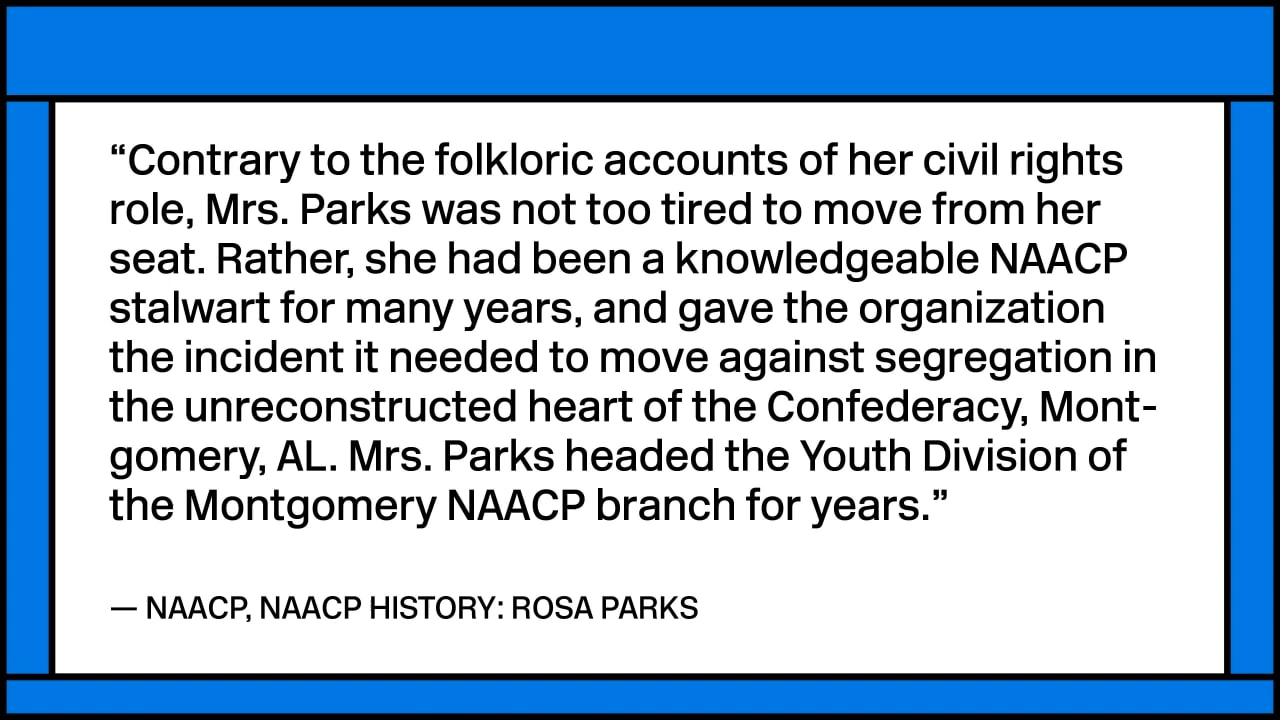 “Contrary to the folkloric accounts of her civil rights
role, Mrs. Parks was not too tired to move from her
seat. Rather, she had been a knowledgeable NAACP
stalwart for many years, and gave the organization
the incident it needed to move against segregation in
the unreconstructed heart of the Confederacy, Mont-
gomery, AL. Mrs. Parks headed the Youth Division of
the Montgomery NAACP branch for years.”
— NAACP, NAACP HISTORY: ROSA PARKS